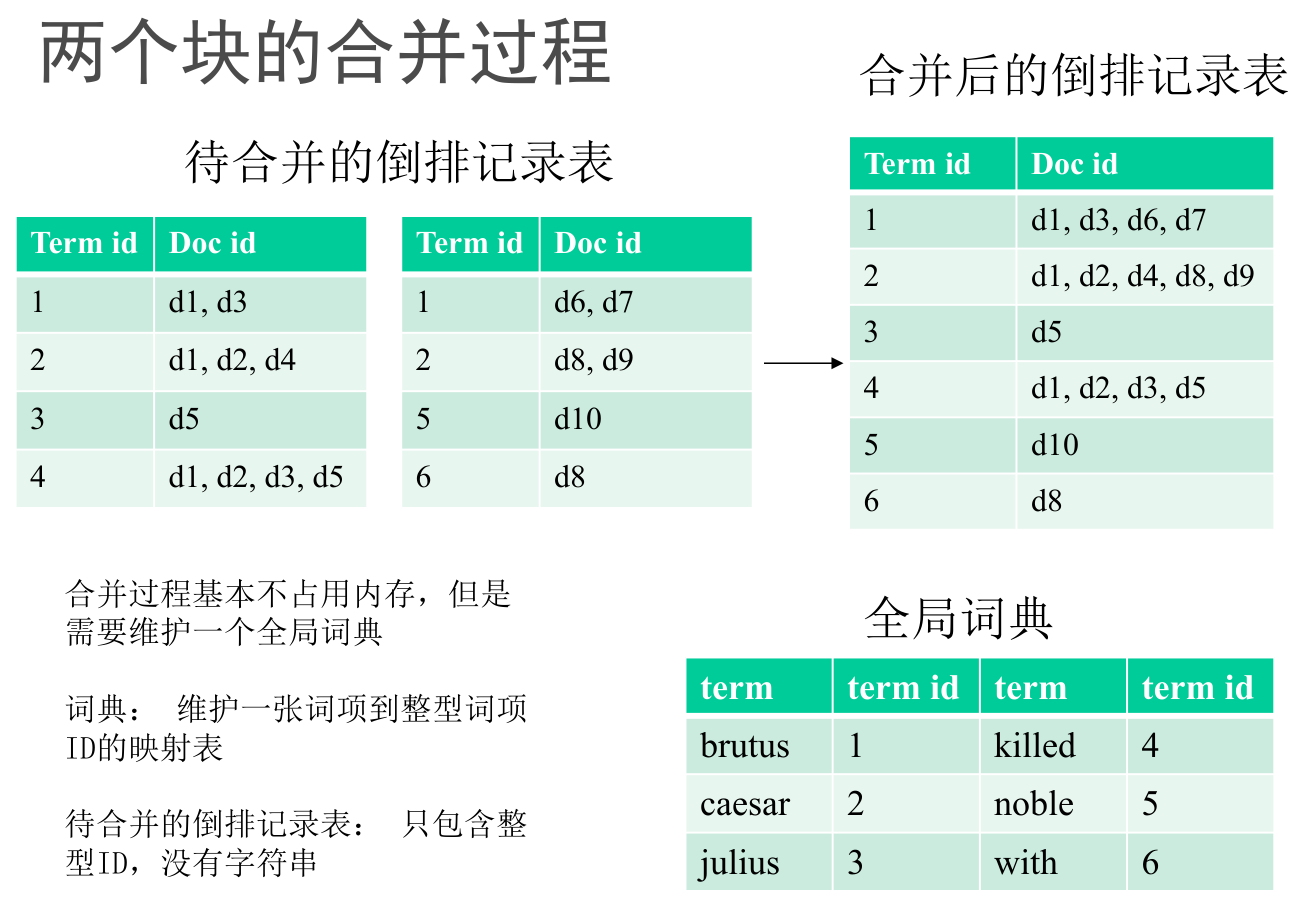 两个块的合并过程
合并后的倒排记录表
待合并的倒排记录表
Term id Doc id
1 d1, d3
2 d1, d2, d4
3 d5
4 d1, d2, d3, d5
Term id Doc id
1 d6, d7
2 d8, d9
5 d10
6 d8
Term id Doc id
1 d1, d3, d6, d7
2 d1, d2, d4, d8, d9
3 d5
4 d1, d2, d3, d5
5 d10
6 d8
合并过程基本不占用内存，但是
需要维护一个全局词典
词典： 维护一张词项到整型词项
ID的映射表
待合并的倒排记录表： 只包含整
型ID，没有字符串
全局词典
term term id term term id
brutus 1 killed 4
caesar 2 noble 5
julius 3 with 6